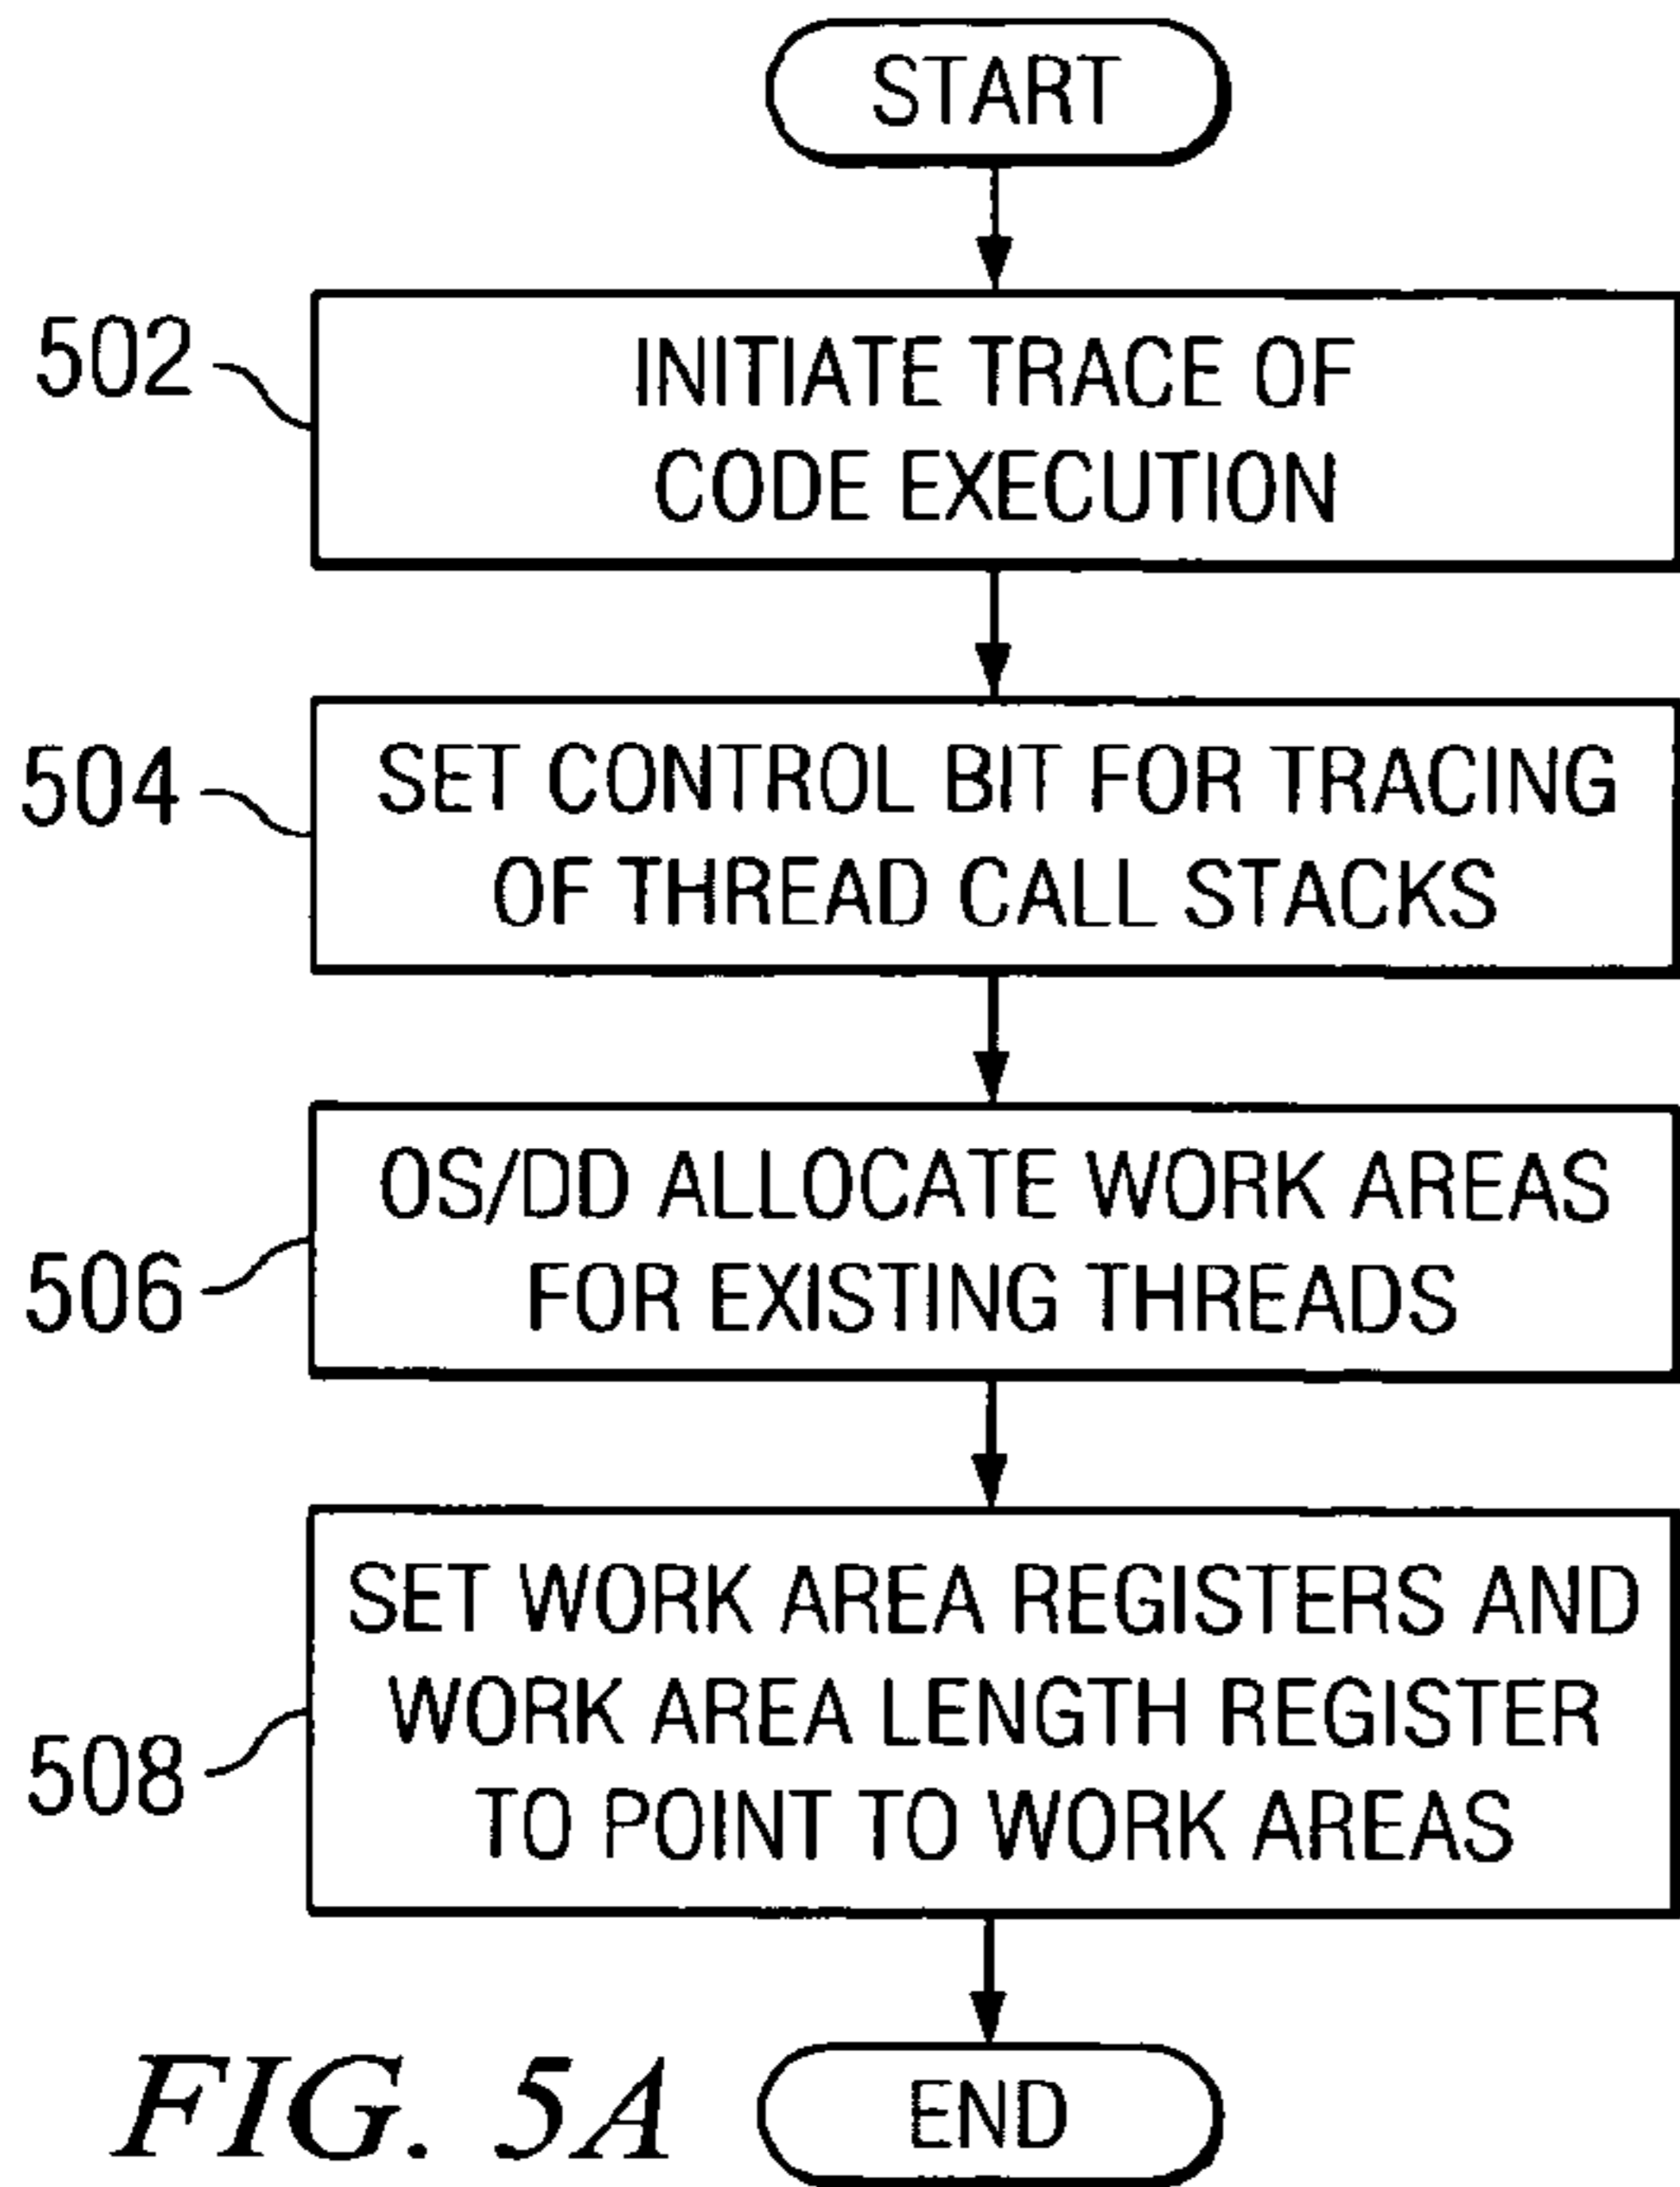 START
502
INITIATE TRACE OF
CODE EXECUTION
504
SET CONTROL BIT FOR TRACING
OF THREAD CALL STACKS
OS/DD ALLOCATE WORK AREAS
506
FOR EXISTING THREADS
SET WORK AREA REGISTERS AND
WORK AREA LENGTH REGISTER
508
TO POINT TO WORK AREAS
FIG. 5A
END